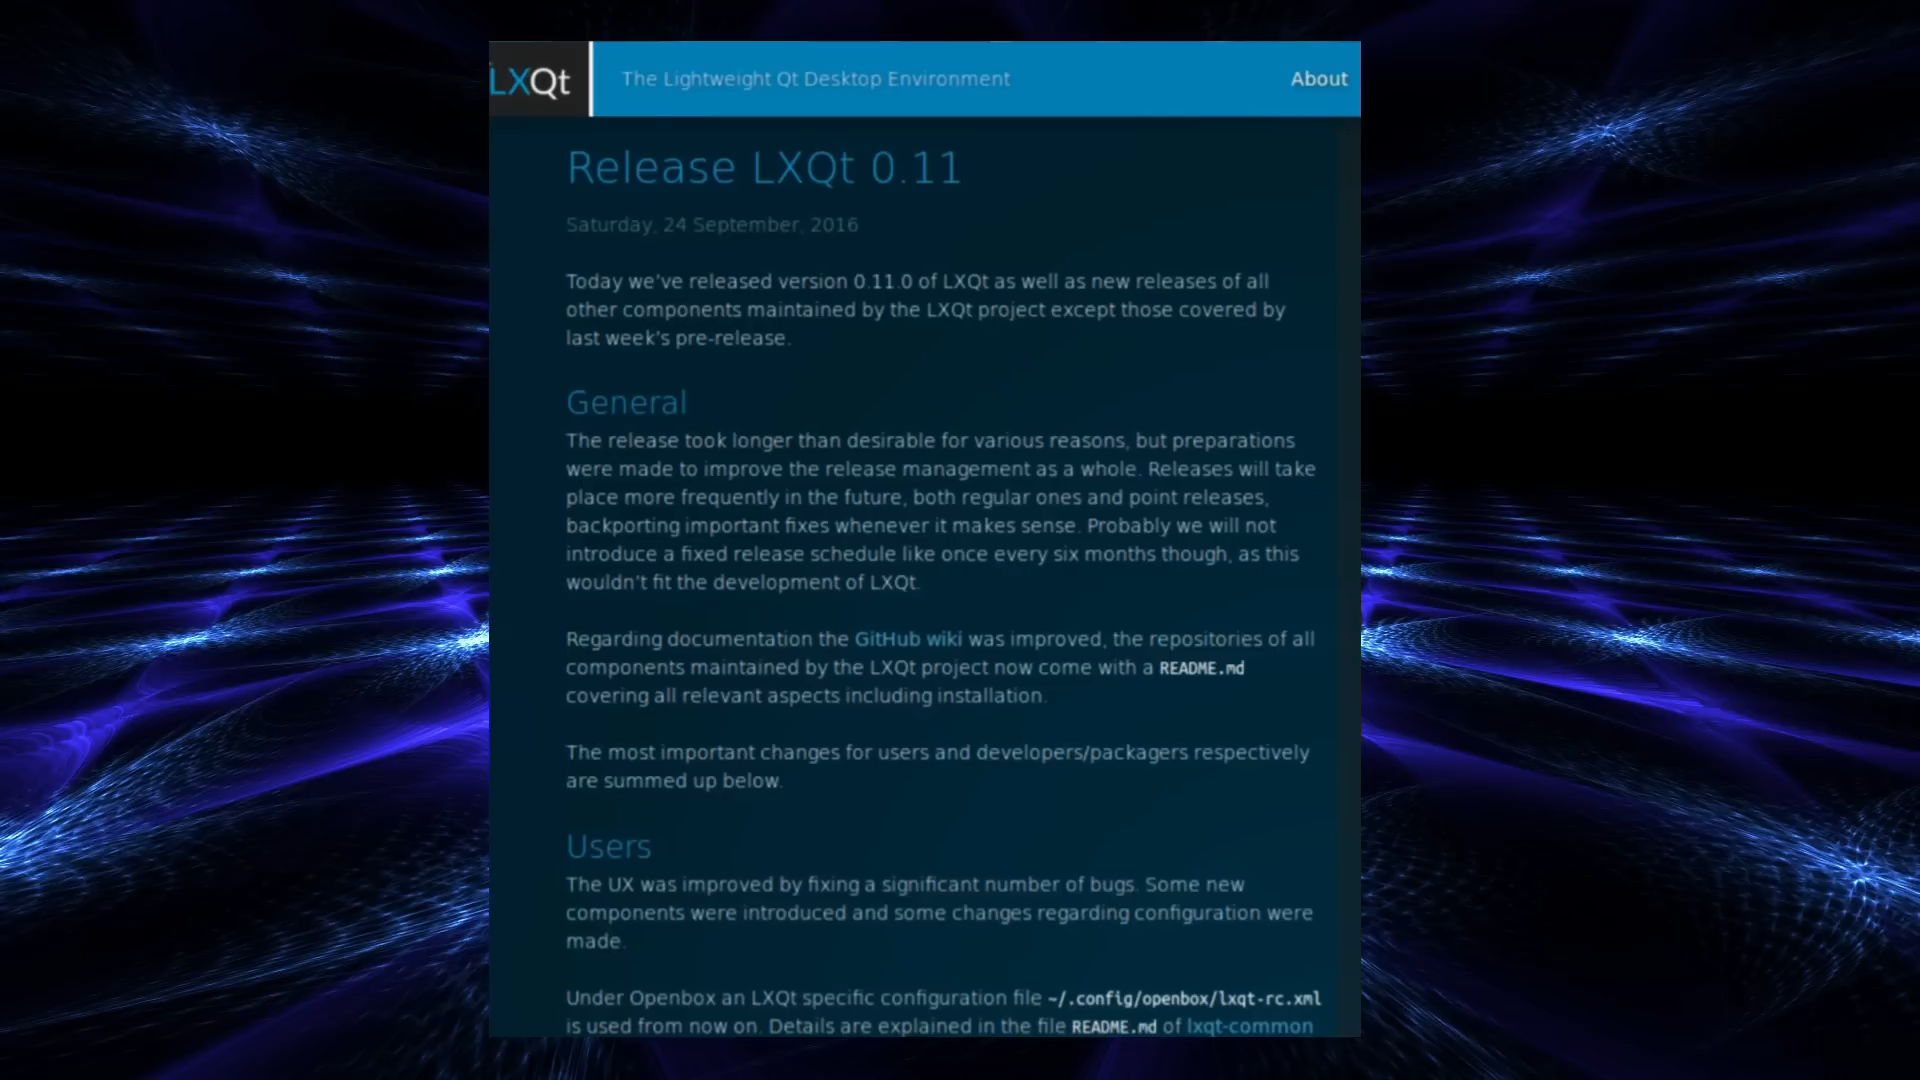 LXQt
The Lightweight Qt Desktop Environment
About
Release LXQt 0.11
Saturday, 24 September, 2016
Today we've released version 0.11.0 of LXQt as well as new releases of all
other components maintained by the LXQt project except those covered by
last week's pre-release.
General
The release took longer than desirable for various reasons, but preparations
were made to improve the release management as a whole. Releases will take
place more frequently in the future, both regular ones and point releases,
backporting important fixes whenever it makes sense. Probably we will not
introduce a fixed release schedule like once every six months though, as this
wouldn't fit the development of LXQt.
Regarding documentation the GitHub wiki was improved, the repositories of all
components maintained by the LXQt project now come with a README.md
covering all relevant aspects including installation.
The most important changes for users and developers/packagers respectively
are summed up below.
Users
The UX was improved by fixing a significant number of bugs. Some new
components were introduced and some changes regarding configuration were
made.
Under Openbox an LXQt specific configuration file ~/.config/openbox/lxqt-rc.xml
is used from now on. Details are explained in the file README.md of lxqt-common